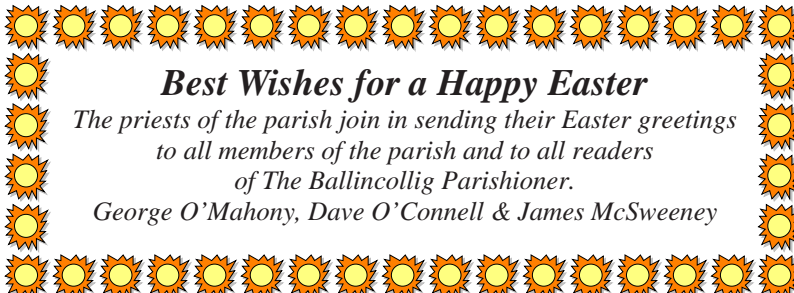 Best Wishes for a Happy Easter
The priests of the parish join in sending their Easter greetings
to all members of the parish and to all readers
of The Ballincollig Parishioner.
George O’Mahony, Dave O’Connell & James McSweeney